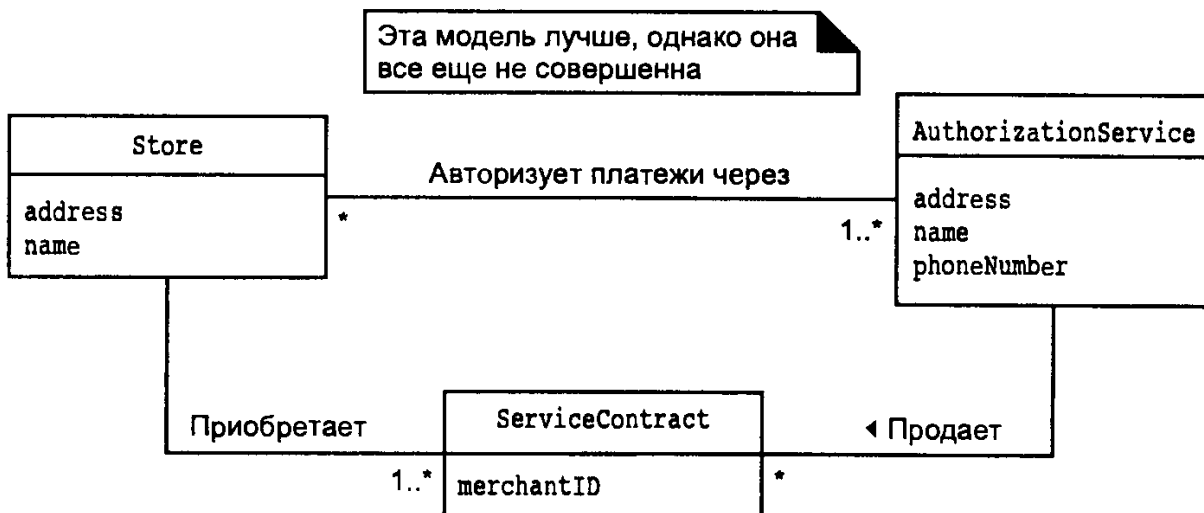 Эта модель лучше, однако она
все еще не совершенна
Store
address
name
Авторизует платежи через
*
1..*
AuthorizationService
address
name
phoneNumber
Приобретает
1..*
ServiceContract
merchantID
◄ Продает
*